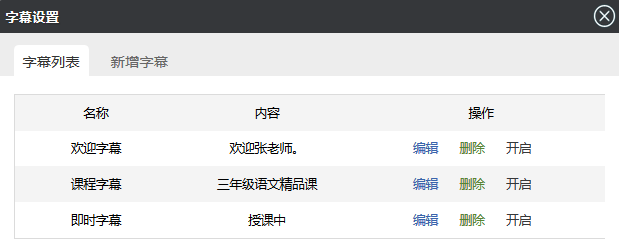 字幕设置
字幕列表 新增字幕
名称 内容 操作
欢迎字幕 欢迎张老师。 编辑 删除 开启
课程字幕 三年级语文精品课 编辑 删除 开启
即时字幕 授课中 编辑 删除 开启